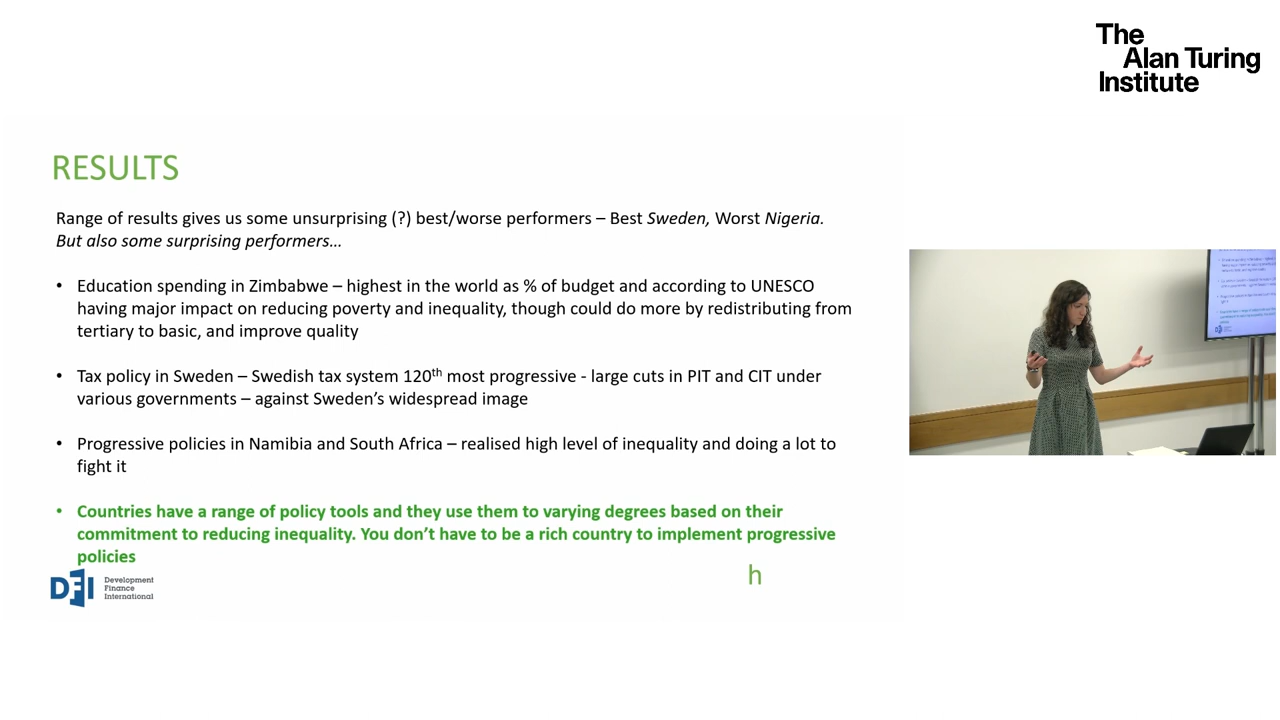 The
Alan Turing
Institute
RESULTS
Range of results gives us some unsurprising (?) best/worse performers – Best Sweden, Worst Nigeria.
But also some surprising performers...
• Education spending in Zimbabwe – highest in the world as % of budget and according to UNESCO
having major impact on reducing poverty and inequality, though could do more by redistributing from
tertiary to basic, and improve quality
• Tax policy in Sweden – Swedish tax system 120th most progressive - large cuts in PIT and CIT under
various governments – against Sweden’s widespread image
• Progressive policies in Namibia and South Africa – realised high level of inequality and doing a lot to
fight it
• Countries have a range of policy tools and they use them to varying degrees based on their
commitment to reducing inequality. You don’t have to be a rich country to implement progressive
policies
h
DFI
Development
Finance
International